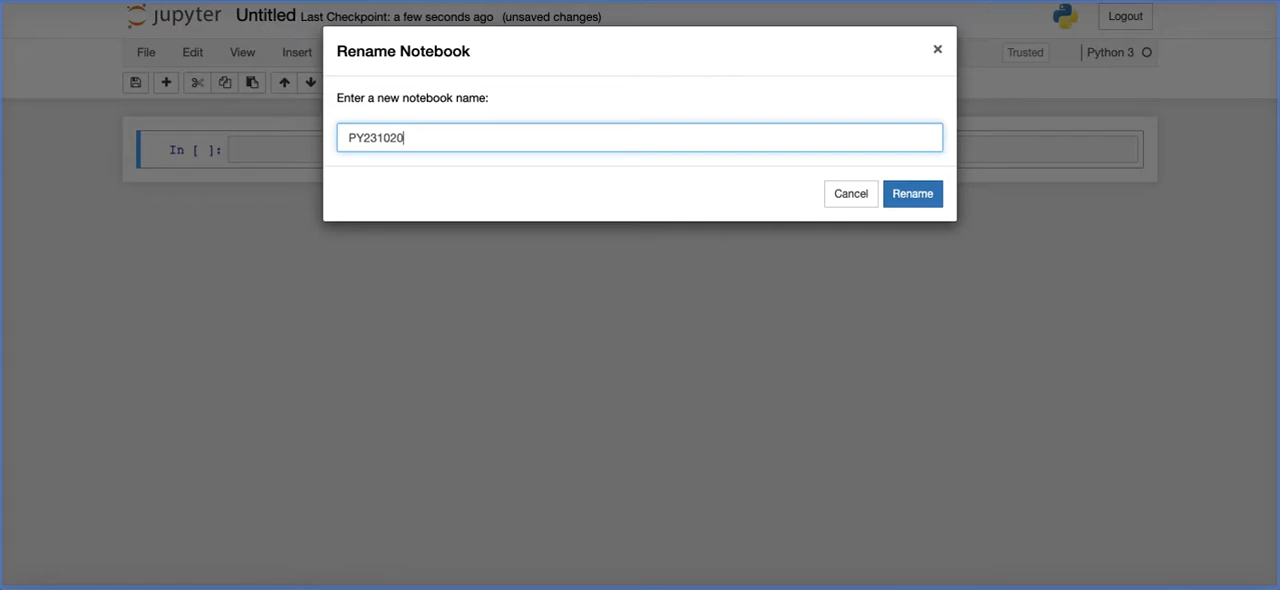 jupyter Untitled Last Checkpoint: a few seconds ago (unsaved changes) Logout
File Edit View Insert Trusted Python 3
Rename Notebook ×
Enter a new notebook name:
PY231020
Cancel Rename
In [ ]: